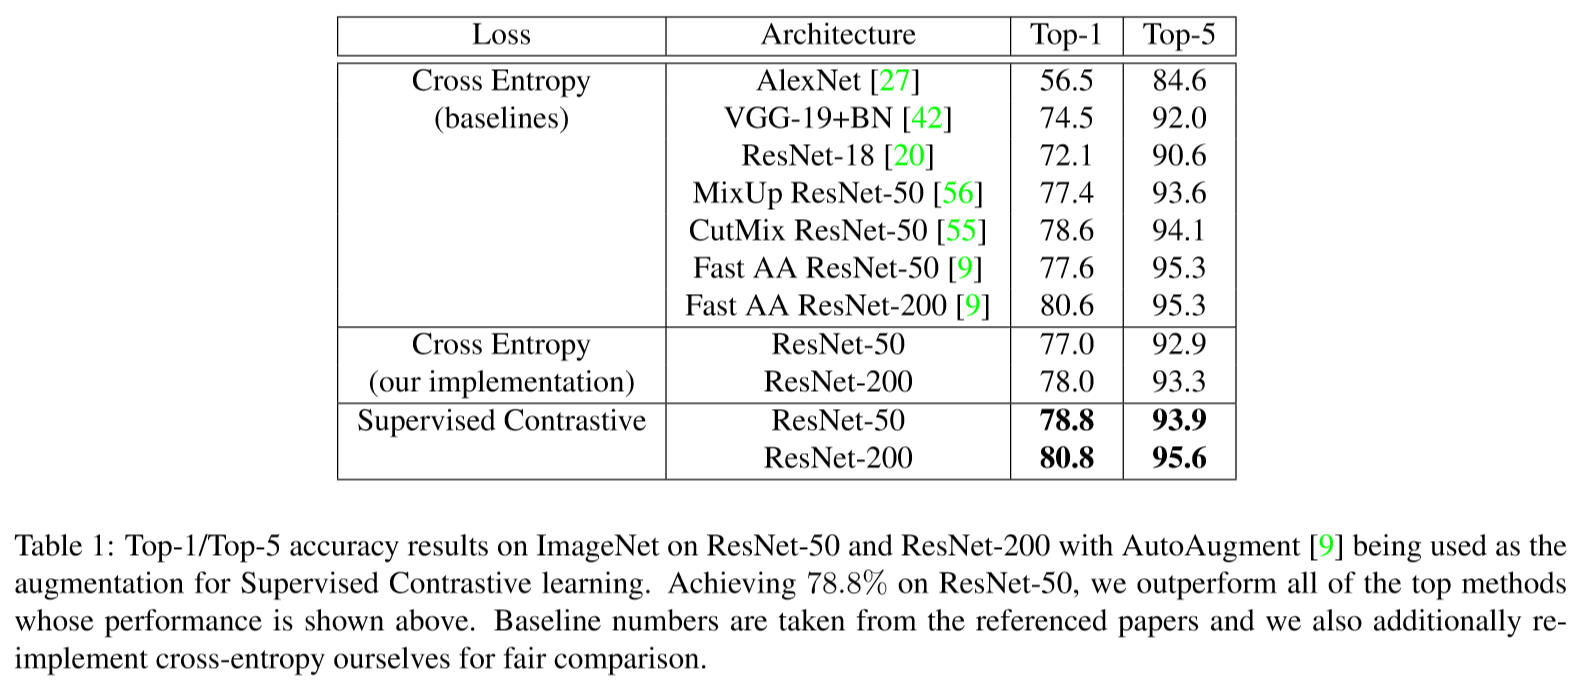 Loss Architecture Top-1 Top-5
Cross Entropy AlexNet [27] 56.5 84.6
(baselines) VGG-19+BN [42] 74.5 92.0
ResNet-18 [20] 72.1 90.6
MixUp ResNet-50 [56] 77.4 93.6
CutMix ResNet-50 [55] 78.6 94.1
Fast AA ResNet-50 [9] 77.6 95.3
Fast AA ResNet-200 [9] 80.6 95.3
Cross Entropy ResNet-50 77.0 92.9
(our implementation) ResNet-200 78.0 93.3
Supervised Contrastive ResNet-50 78.8 93.9
ResNet-200 80.8 95.6
Table 1: Top-1/Top-5 accuracy results on ImageNet on ResNet-50 and ResNet-200 with AutoAugment [9] being used as the
augmentation for Supervised Contrastive learning. Achieving 78.8% on ResNet-50, we outperform all of the top methods
whose performance is shown above. Baseline numbers are taken from the referenced papers and we also additionally re-
implement cross-entropy ourselves for fair comparison.